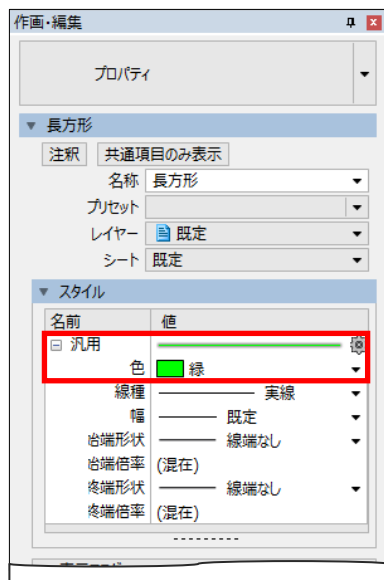 作画・編集
プロパティ
長方形
注釈 共通項目のみ表示
名称 長方形
プリセット
レイヤー 既定
シート 既定
スタイル
名前 値
汎用
色 緑
線種 実線
幅 既定
始端形状 線端なし
始端倍率 (混在)
終端形状 線端なし
終端倍率 (混在)